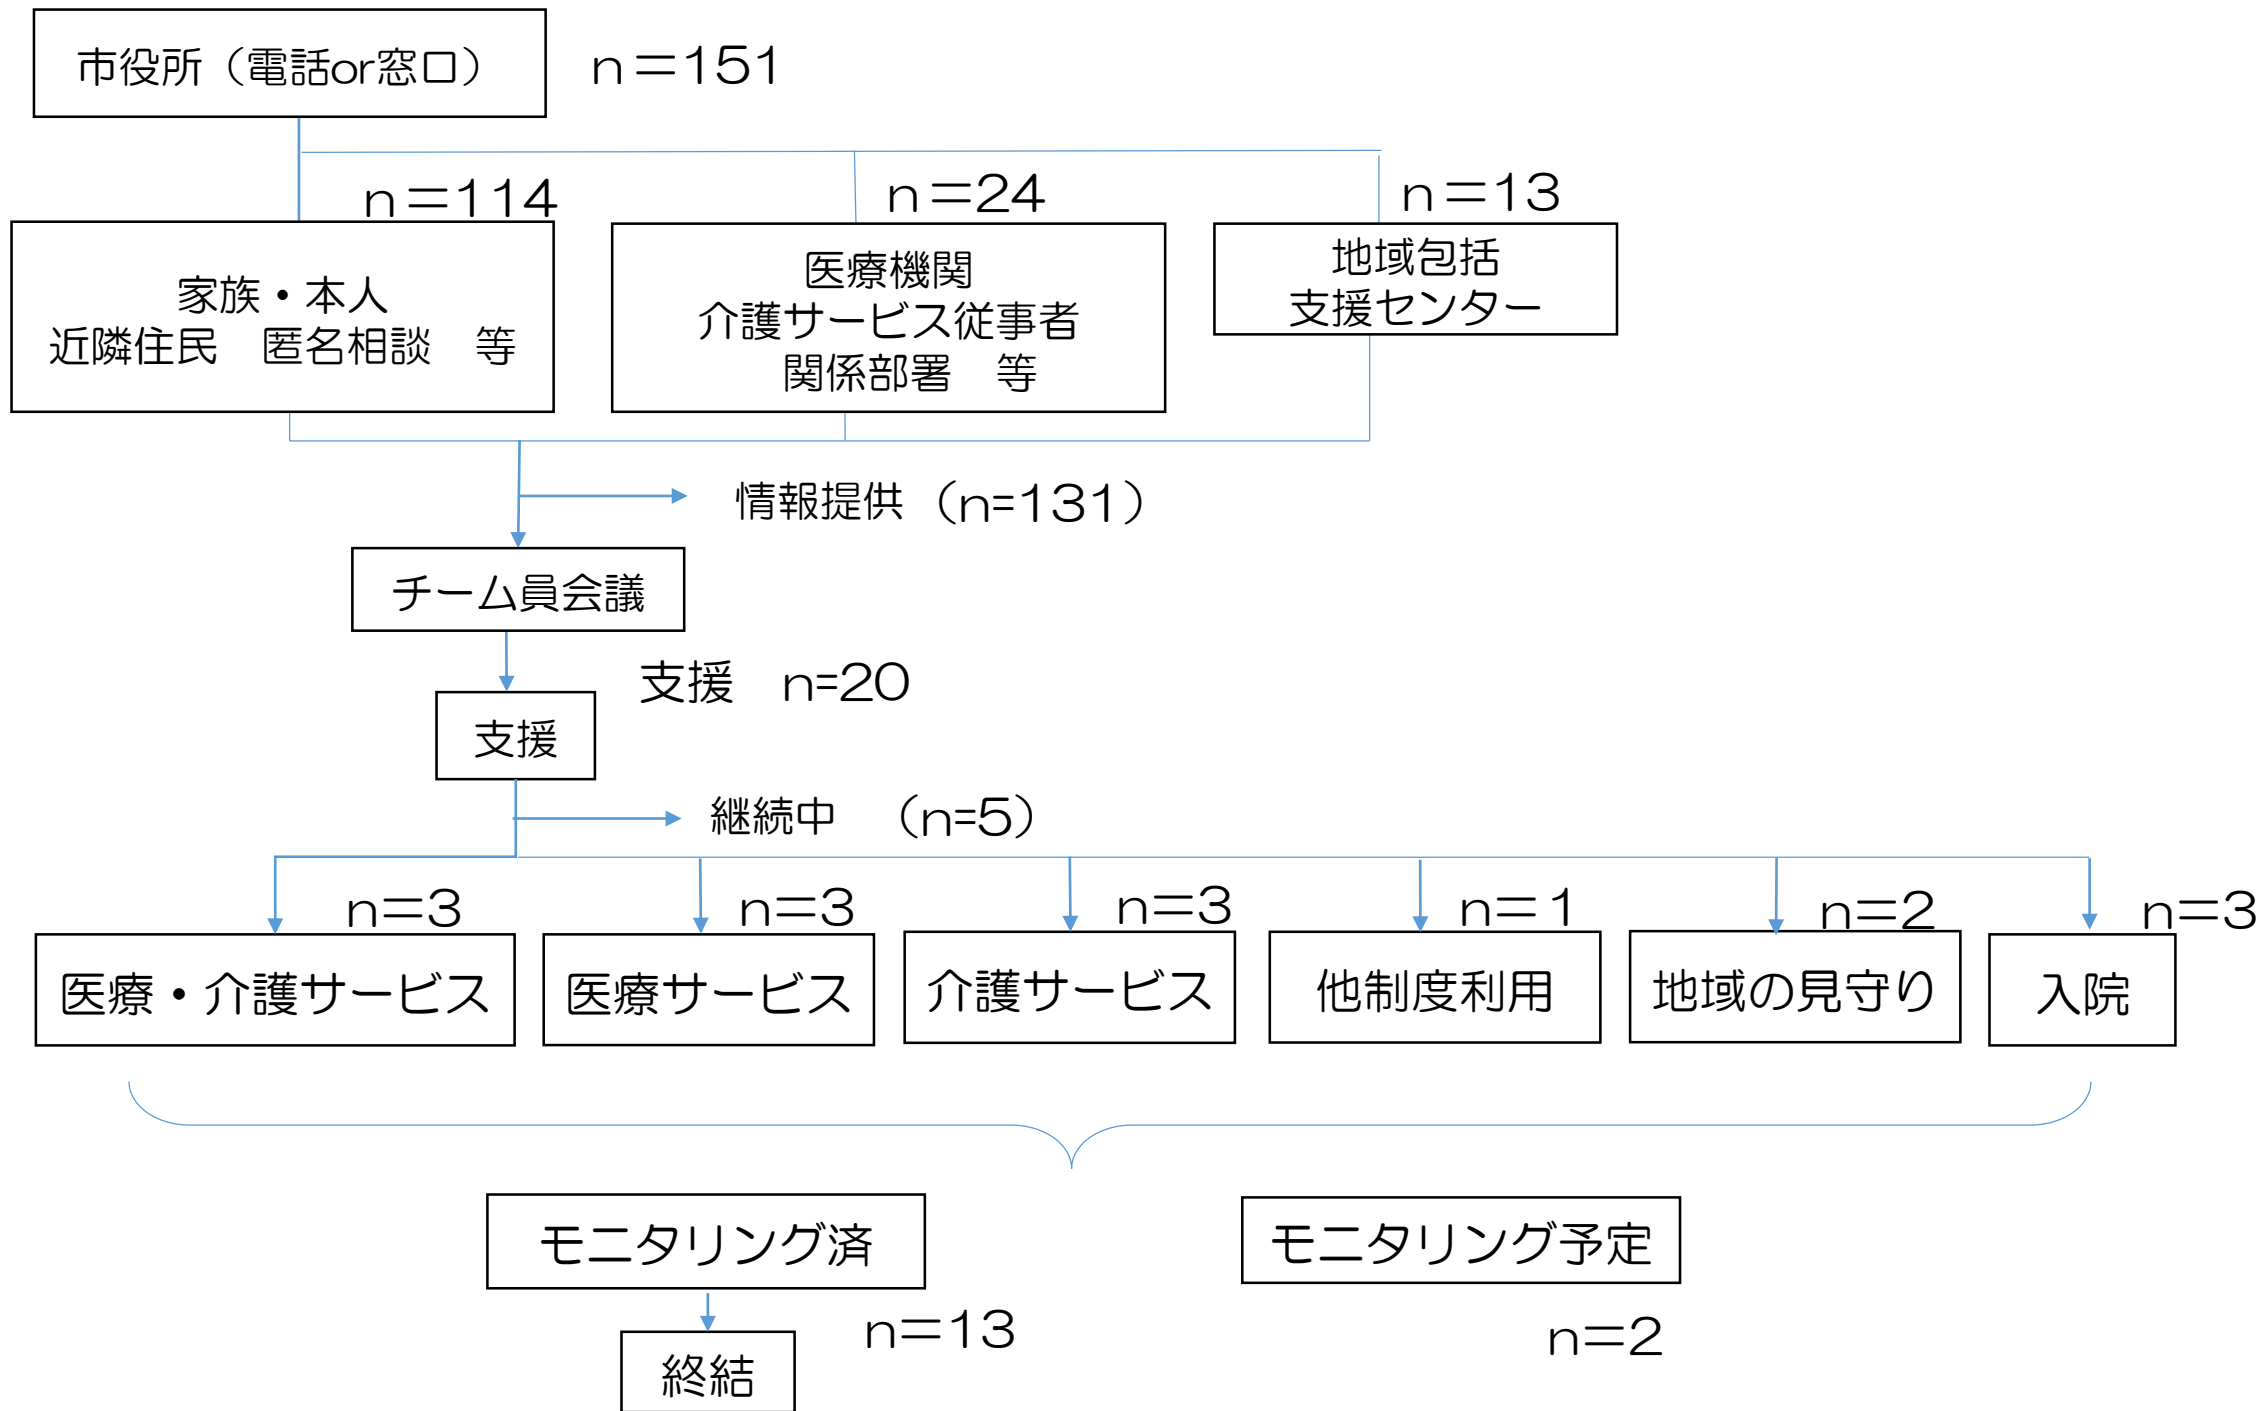 市役所（電話or窓口）
n＝151
n＝114
n＝24
n＝13
家族・本人
近隣住民　匿名相談　等
医療機関
介護サービス従事者
関係部署　等
地域包括
支援センター
情報提供（n=131）
チーム員会議
支援　n=20
支援
継続中　（n=5）
n＝3
n＝3
n＝3
n＝1
n＝2
n＝3
医療・介護サービス
医療サービス
介護サービス
他制度利用
地域の見守り
入院
モニタリング済
モニタリング予定
n＝13
n＝2
終結